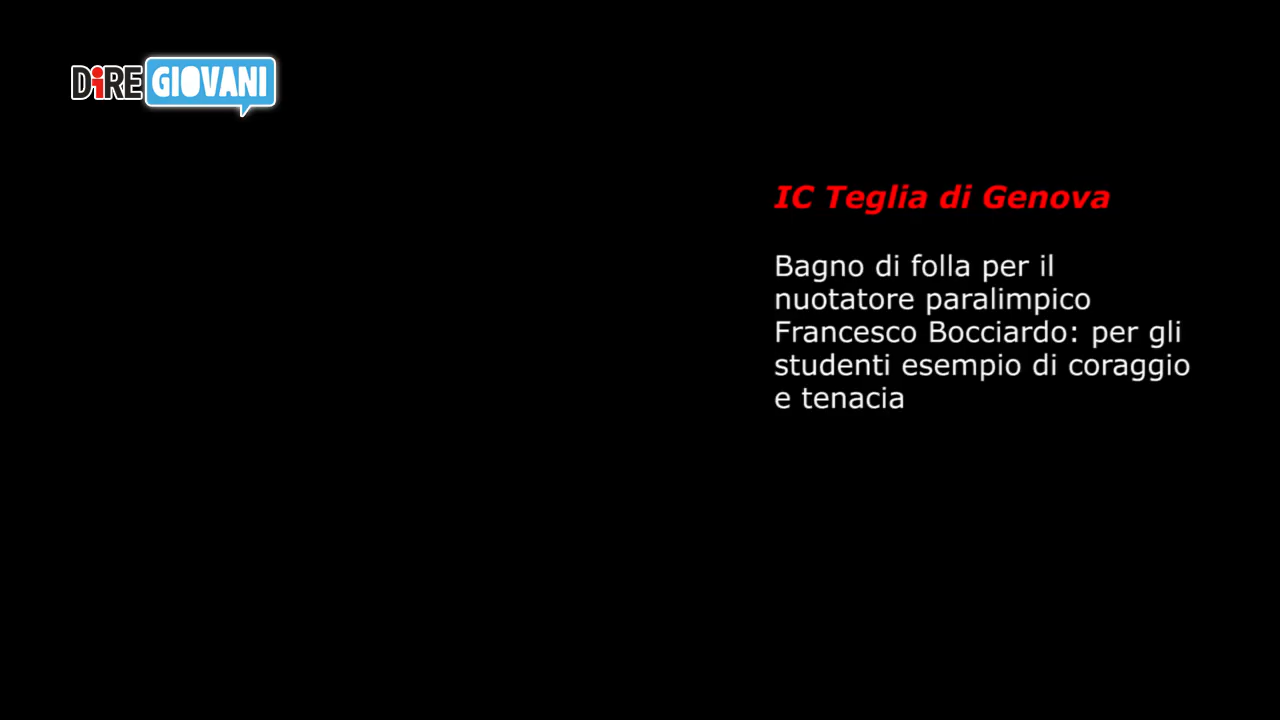 DiRE GIOVANI
IC Teglia di Genova
Bagno di folla per il
nuotatore paralimpico
Francesco Bocciardo: per gli
studenti esempio di coraggio
e tenacia